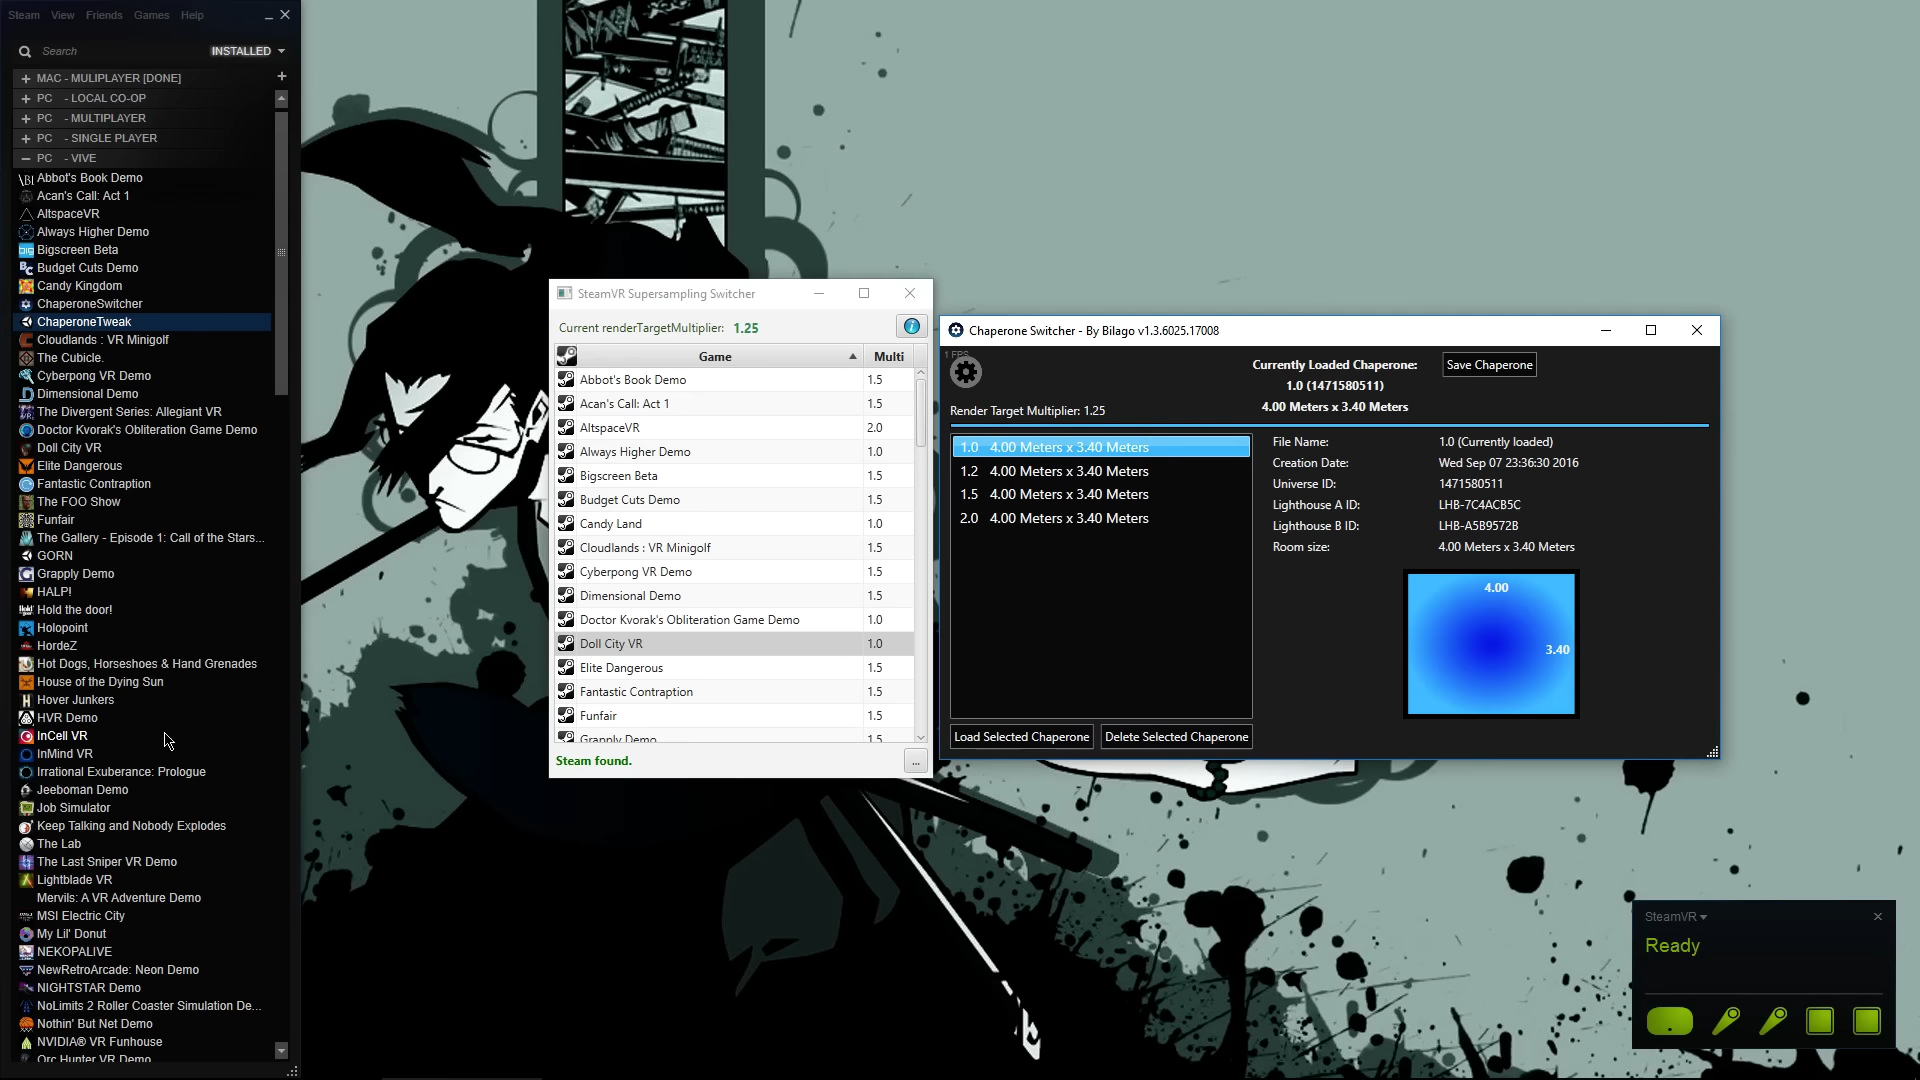 Steam View Friends Games Help
Search INSTALLED
MAC - MULIPLAYER [DONE]
PC - LOCAL CO-OP
PC - MULTIPLAYER
PC - SINGLE PLAYER
PC - VIVE
Abbot's Book Demo
Acan's Call: Act 1
AltspaceVR
Always Higher Demo
Bigscreen Beta
Budget Cuts Demo
Candy Kingdom
ChaperoneSwitcher
ChaperoneTweak
Cloudlands : VR Minigolf
The Cubicle.
Cyberpong VR Demo
Dimensional Demo
The Divergent Series: Allegiant VR
Doctor Kvorak's Obliteration Game Demo
Doll City VR
Elite Dangerous
Fantastic Contraption
The FOO Show
Funfair
The Gallery - Episode 1: Call of the Stars...
GORN
Grapply Demo
HALP!
Hold the door!
Holopoint
HordeZ
Hot Dogs, Horseshoes & Hand Grenades
House of the Dying Sun
Hover Junkers
HVR Demo
InCell VR
InMind VR
Irrational Exuberance: Prologue
Jeeboman Demo
Job Simulator
Keep Talking and Nobody Explodes
The Lab
The Last Sniper VR Demo
Lightblade VR
Mervils: A VR Adventure Demo
MSI Electric City
My Lil' Donut
NEKOPALIVE
NewRetroArcade: Neon Demo
NIGHTSTAR Demo
NoLimits 2 Roller Coaster Simulation De...
Nothin' But Net Demo
NVIDIA® VR Funhouse
Orc Hunter VR Demo
SteamVR Supersampling Switcher
Current renderTargetMultiplier: 1.25
Game Multi
Abbot's Book Demo 1.5
Acan's Call: Act 1 1.5
AltspaceVR 2.0
Always Higher Demo 1.0
Bigscreen Beta 1.5
Budget Cuts Demo 1.5
Candy Land 1.0
Cloudlands : VR Minigolf 1.5
Cyberpong VR Demo 1.5
Dimensional Demo 1.5
Doctor Kvorak's Obliteration Game Demo 1.0
Doll City VR 1.0
Elite Dangerous 1.5
Fantastic Contraption 1.5
Funfair 1.5
Grapply Demo 1.5
Steam found. ...
Chaperone Switcher - By Bilago v1.3.6025.17008
1 FPS
Currently Loaded Chaperone: Save Chaperone
1.0 (1471580511)
4.00 Meters x 3.40 Meters
Render Target Multiplier: 1.25
1.0 4.00 Meters x 3.40 Meters
1.2 4.00 Meters x 3.40 Meters
1.5 4.00 Meters x 3.40 Meters
2.0 4.00 Meters x 3.40 Meters
File Name: 1.0 (Currently loaded)
Creation Date: Wed Sep 07 23:36:30 2016
Universe ID: 1471580511
Lighthouse A ID: LHB-7C4ACB5C
Lighthouse B ID: LHB-A5B9572B
Room size: 4.00 Meters x 3.40 Meters
4.00
3.40
Load Selected Chaperone Delete Selected Chaperone
SteamVR
Ready